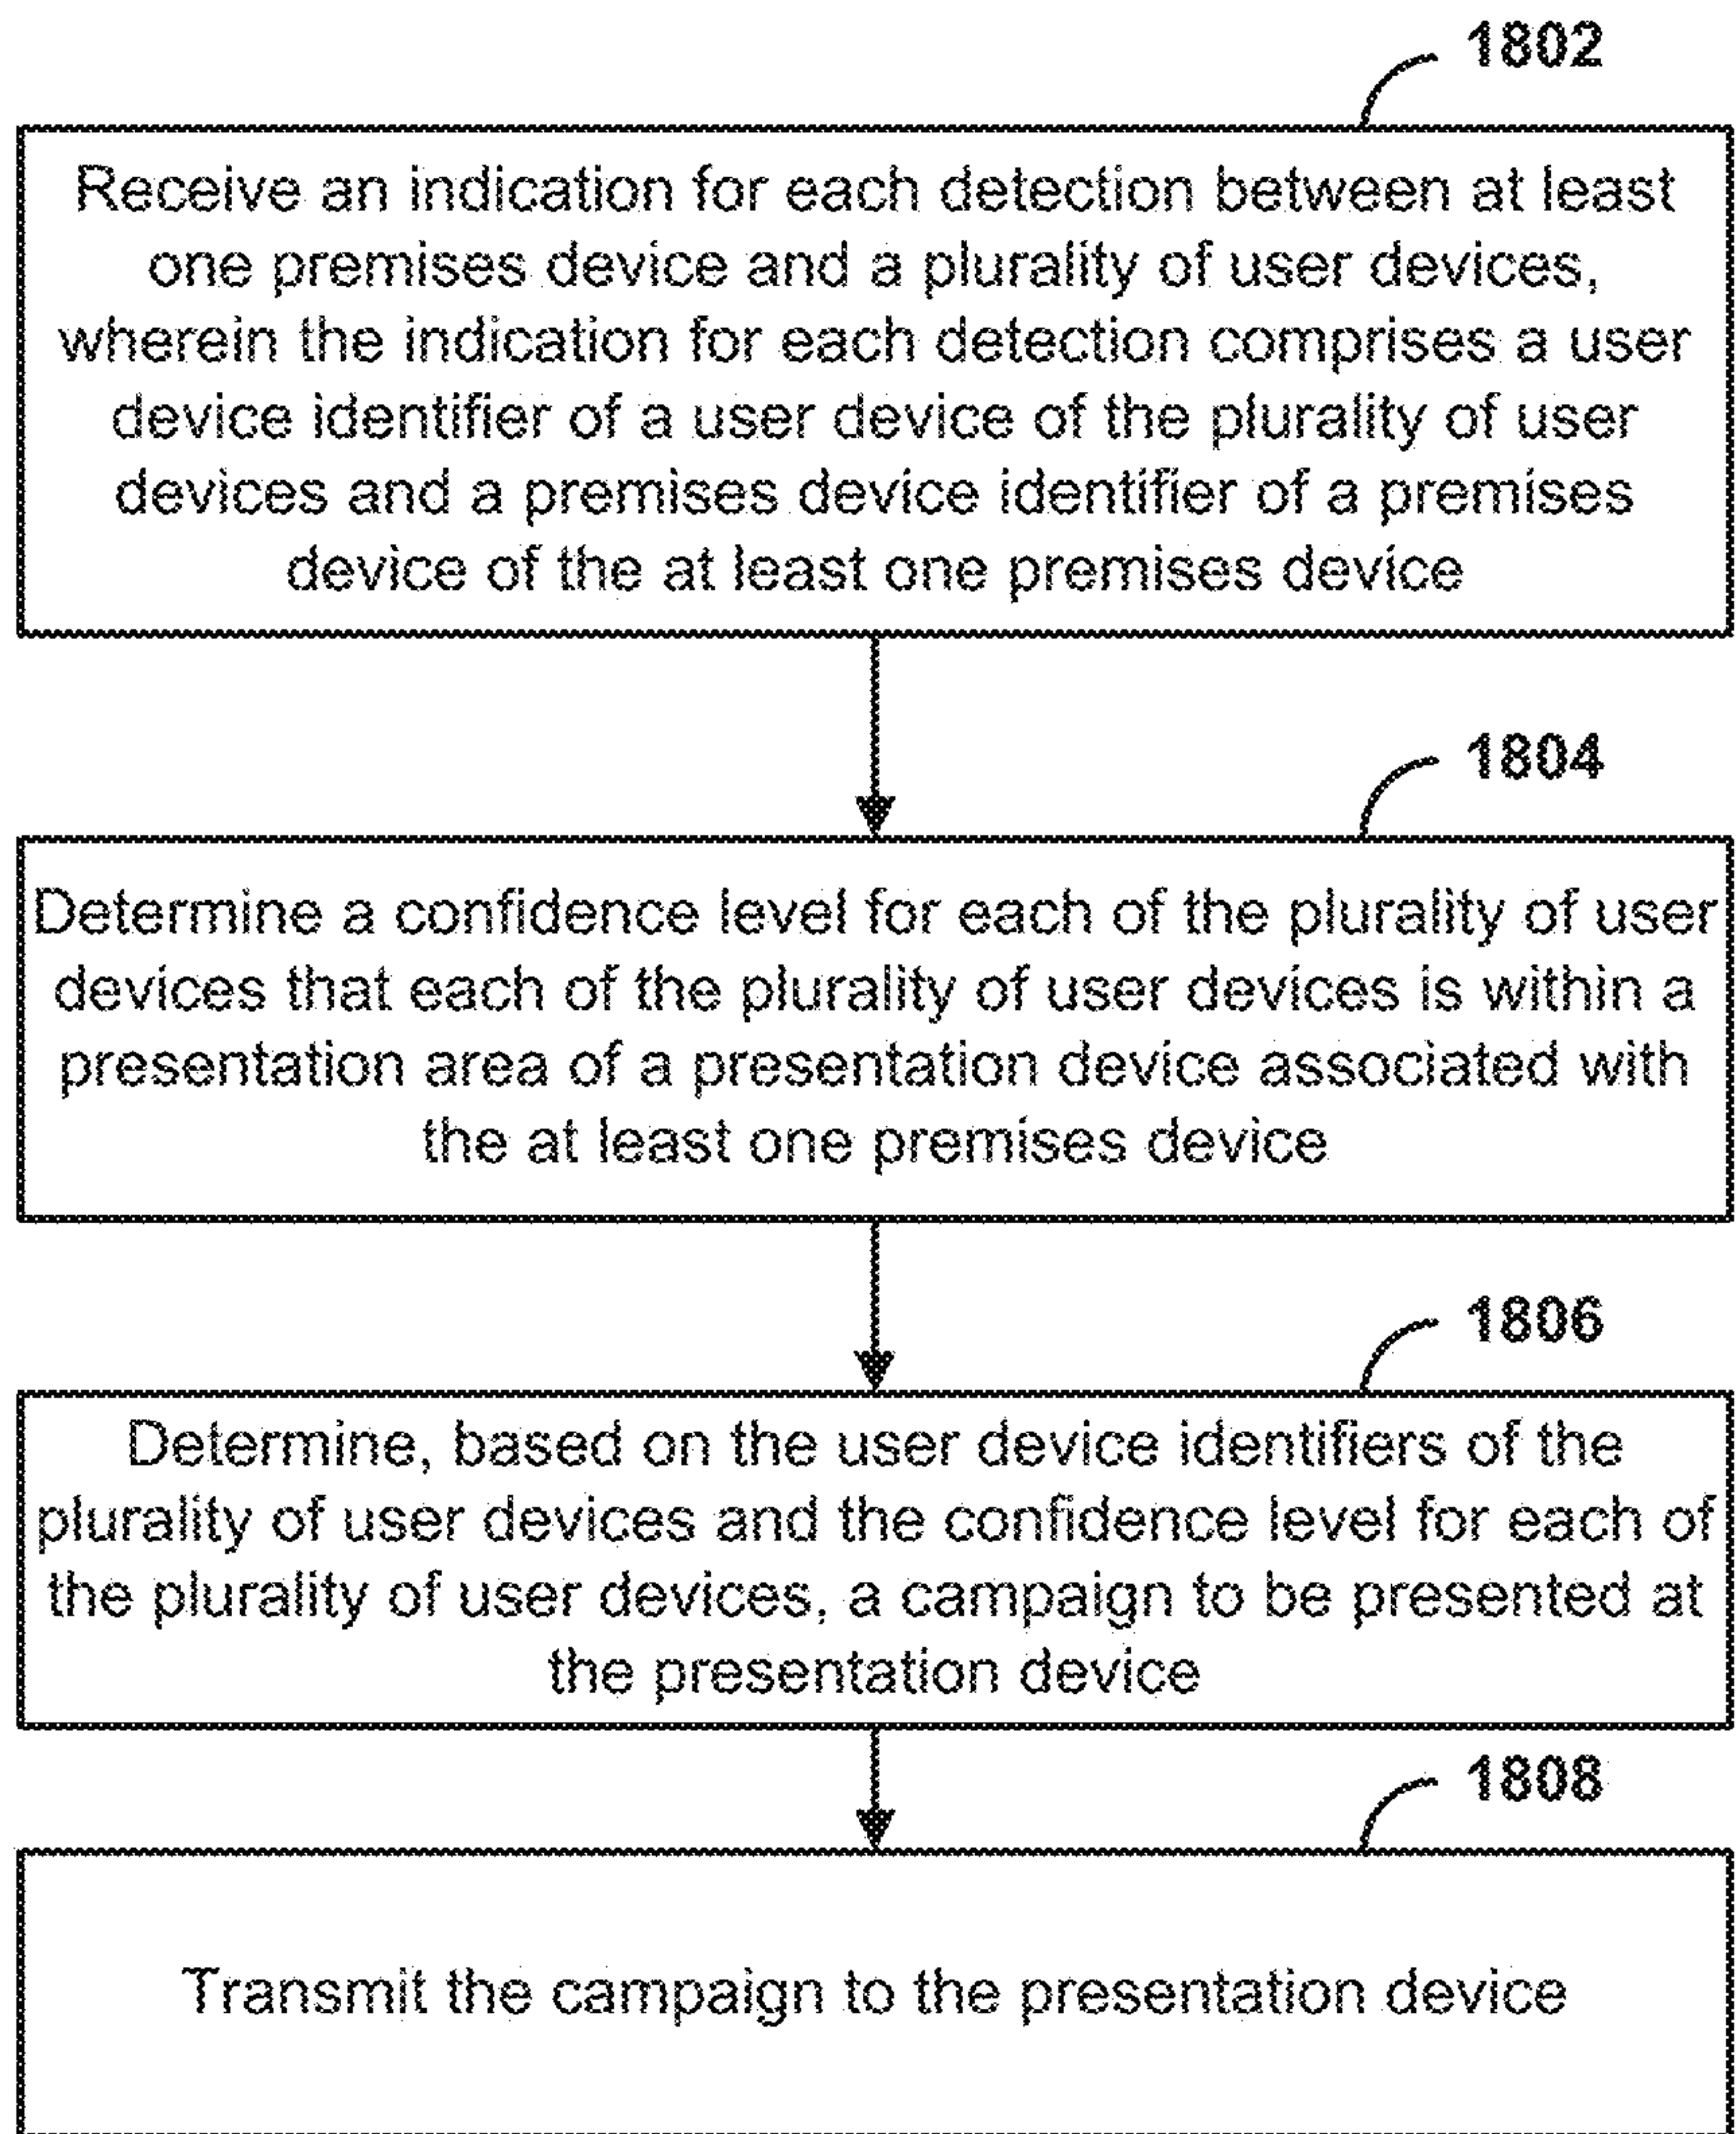 1802
Receive an indication for each detection between at least
one premises device and a plurality of user devices,
wherein the indication for each detection comprises a user
device identifier of a user device of the plurality of user
devices and a premises device identifier of a premises
device of the at least one premises device
1804
Determine a confidence level for each of the plurality of user
devices that each of the plurality of user devices is within a
presentation area of a presentation device associated with
the at least one premises device
1806
Determine, based on the user device identifiers of the
plurality of user devices and the confidence level for each of
the plurality of user devices, a campaign to be presented at
the presentation device
1808
Transmit the campaign to the presentation device